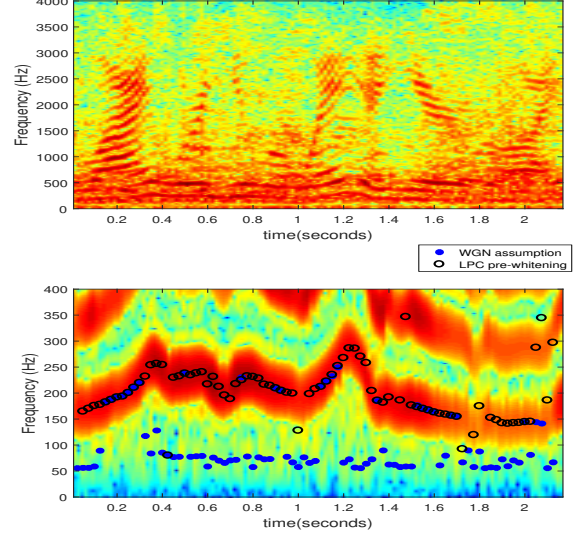 4000
3500
3000
2500
2000
1500
1000
500
0
Frequency (Hz)
0.2 0.4 0.6 0.8 1 1.2 1.4 1.6 1.8 2
time(seconds)
WGN assumption
LPC pre-whitening
400
350
300
250
200
150
100
50
0
Frequency (Hz)
0.2 0.4 0.6 0.8 1 1.2 1.4 1.6 1.8 2
time(seconds)